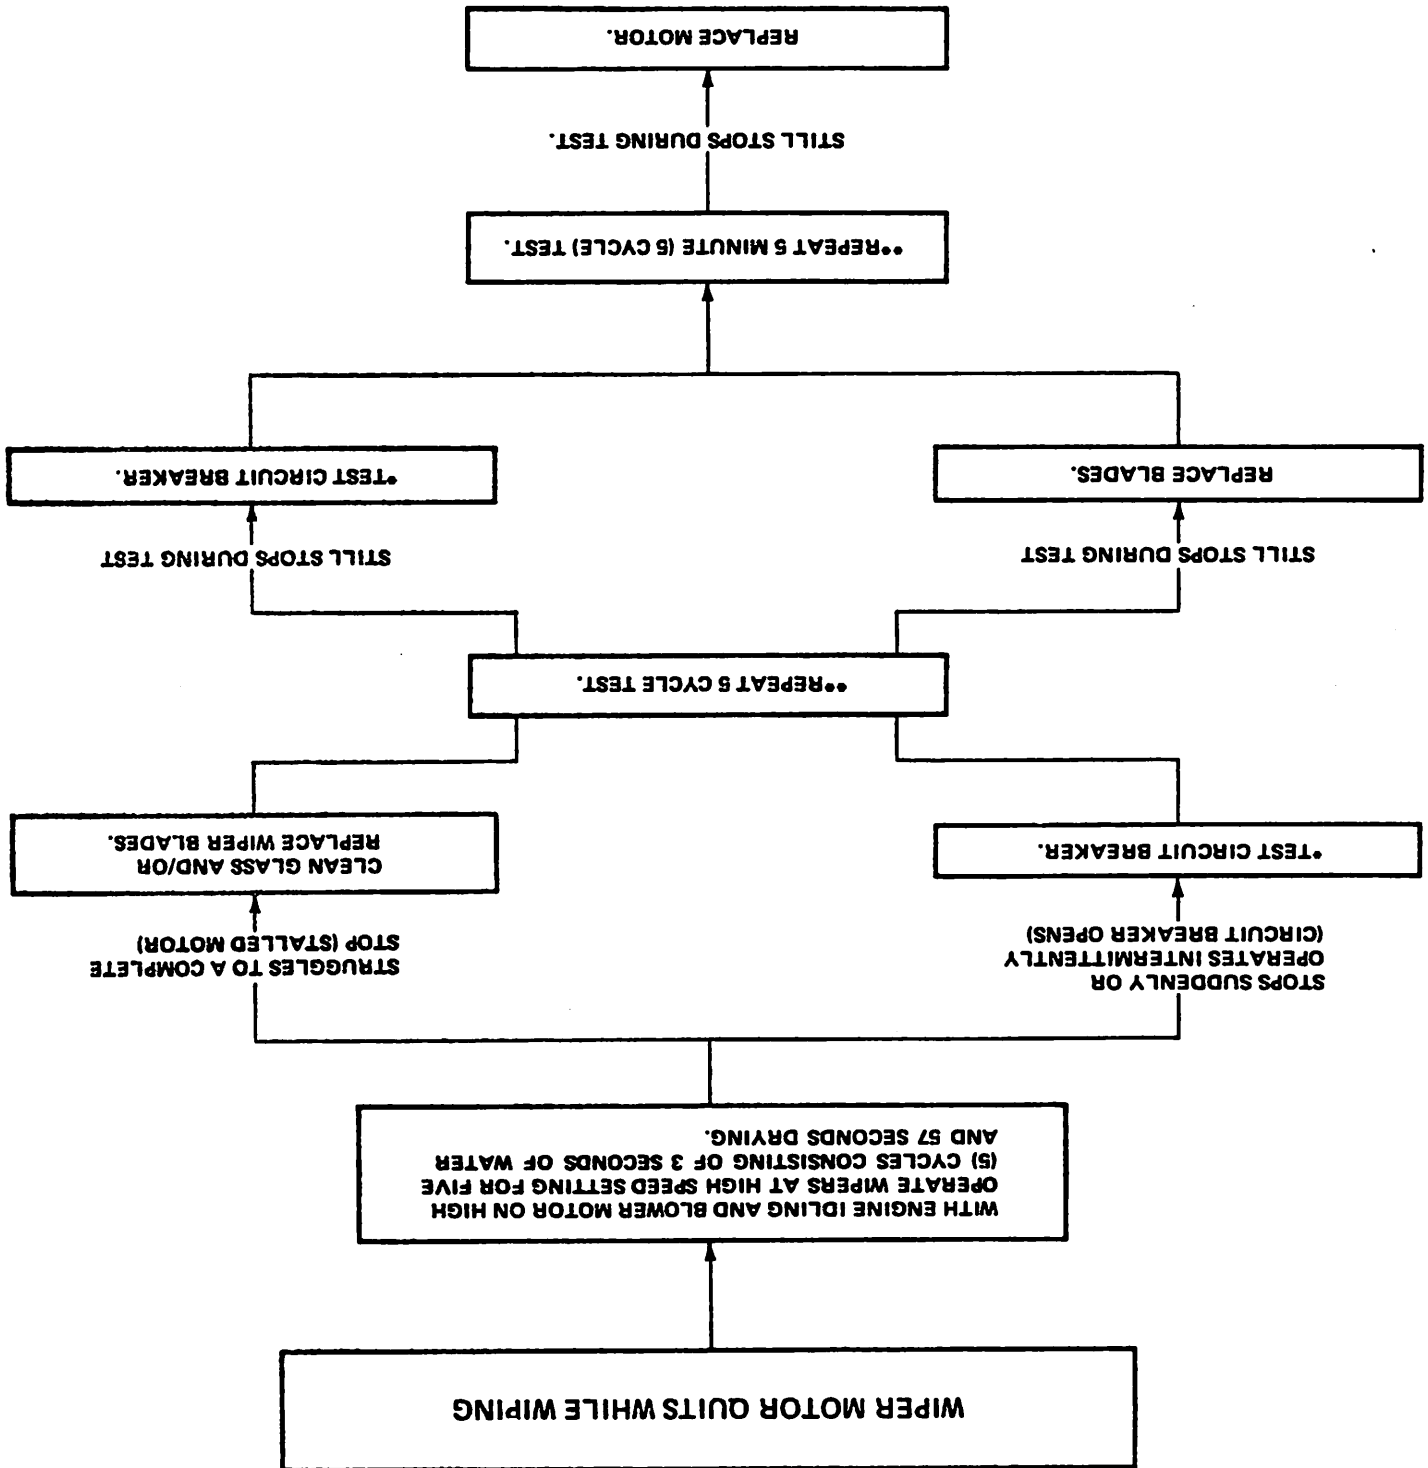 WIPER MOTOR QUITS WHILE WIPING
WITH ENGINE IDLING AND BLOWER MOTOR ON HIGH
OPERATE WIPERS AT HIGH SPEED SETTING FOR FIVE
(5) CYCLES CONSISTING OF 3 SECONDS OF WATER
AND 57 SECONDS DRYING.
STOPS SUDDENLY OR
OPERATES INTERMITTENTLY
(CIRCUIT BREAKER OPENS)
STRUGGLES TO A COMPLETE
STOP (STALLED MOTOR)
*TEST CIRCUIT BREAKER.
CLEAN GLASS AND/OR
REPLACE WIPER BLADES.
**REPEAT 5 CYCLE TEST.
STILL STOPS DURING TEST
STILL STOPS DURING TEST
REPLACE BLADES.
*TEST CIRCUIT BREAKER.
**REPEAT 5 MINUTE (5 CYCLE) TEST.
STILL STOPS DURING TEST.
REPLACE MOTOR.